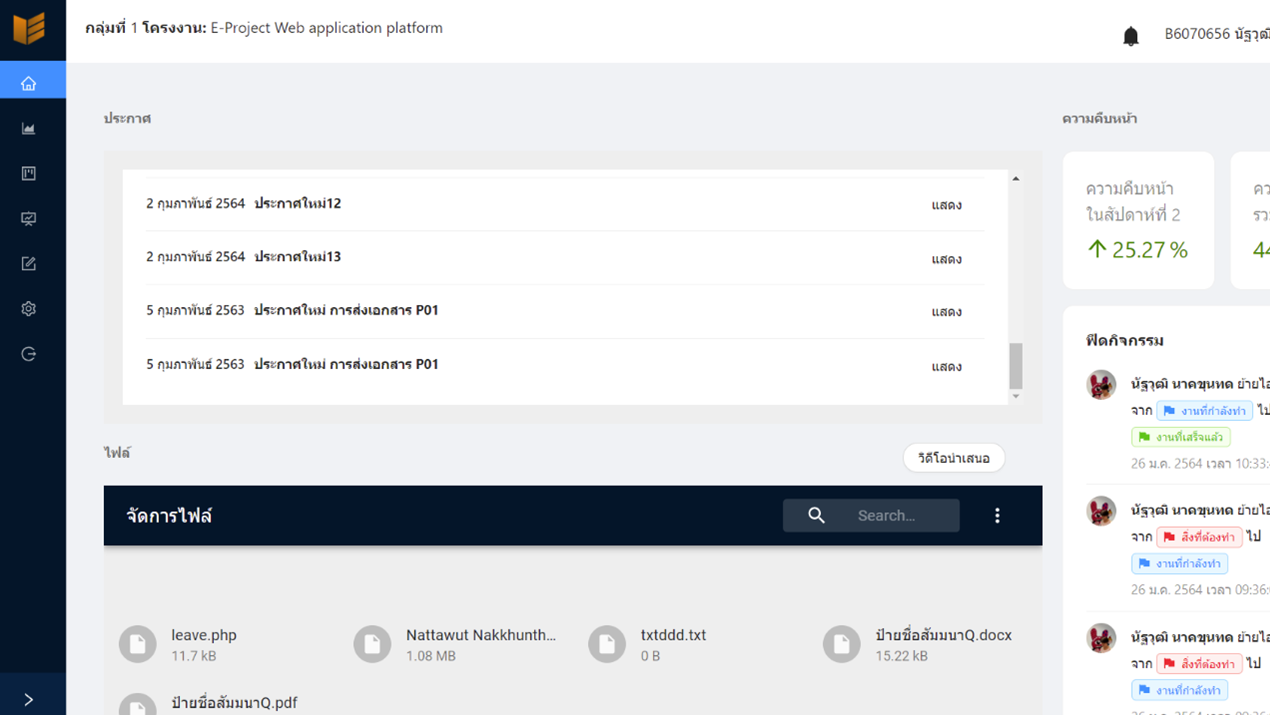 กลุ่มที่ 1 โครงงาน: E-Project Web application platform
B6070656 นัฐวุฒิ
ประกาศ
2 กุมภาพันธ์ 2564 ประกาศใหม่12 แสดง
2 กุมภาพันธ์ 2564 ประกาศใหม่13 แสดง
5 กุมภาพันธ์ 2563 ประกาศใหม่ การส่งเอกสาร P01 แสดง
5 กุมภาพันธ์ 2563 ประกาศใหม่ การส่งเอกสาร P01 แสดง
ไฟล์
วิดีโอนำเสนอ
จัดการไฟล์
Search...
leave.php
11.7 kB
Nattawut Nakkhunth...
1.08 MB
txtddd.txt
0 B
ป้ายชื่อสัมมนาQ.docx
15.22 kB
ป้ายชื่อสัมมนาQ.pdf
ความคืบหน้า
ความคืบหน้า
ในสัปดาห์ที่ 2
25.27 %
44
ฟีดกิจกรรม
นัฐวุฒิ นาคขุนทด ย้าย
จาก งานที่กำลังทำ ไป
งานที่เสร็จแล้ว
26 ม.ค. 2564 เวลา 10:33:
นัฐวุฒิ นาคขุนทด ย้าย
จาก สิ่งที่ต้องทำ ไป
งานที่กำลังทำ
26 ม.ค. 2564 เวลา 09:36:
นัฐวุฒิ นาคขุนทด ย้าย
จาก สิ่งที่ต้องทำ ไป
งานที่กำลังทำ